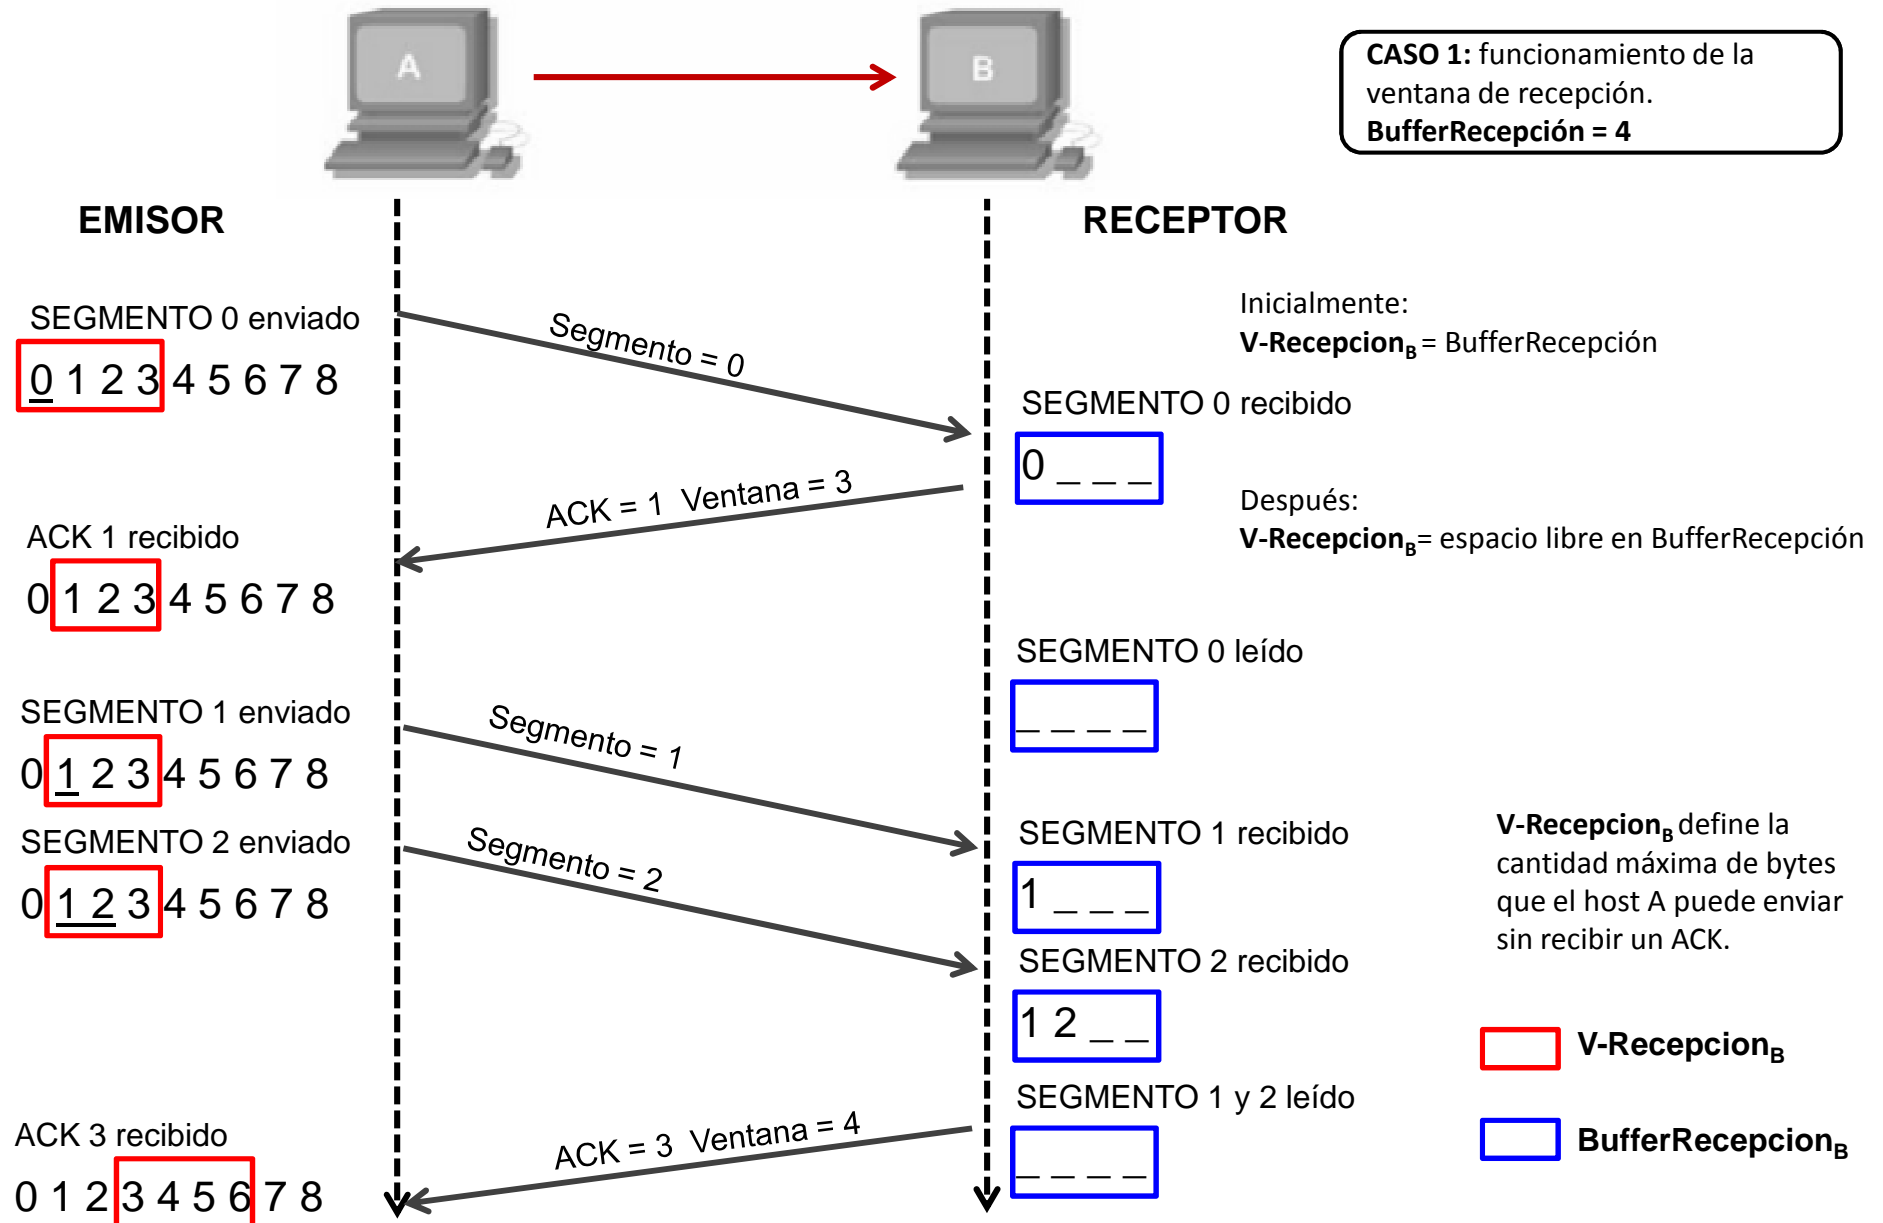 A
B
CASO 1: funcionamiento de la
ventana de recepción.
BufferRecepción = 4
EMISOR
RECEPTOR
SEGMENTO 0 enviado
0 1 2 3 4 5 6 7 8
Segmento = 0
Inicialmente:
V-RecepcionB = BufferRecepción
SEGMENTO 0 recibido
0 _ _ _
ACK = 1 Ventana = 3
Después:
V-RecepcionB= espacio libre en BufferRecepción
ACK 1 recibido
0 1 2 3 4 5 6 7 8
SEGMENTO 0 leído
_ _ _ _
SEGMENTO 1 enviado
0 1 2 3 4 5 6 7 8
Segmento = 1
SEGMENTO 2 enviado
0 1 2 3 4 5 6 7 8
Segmento = 2
SEGMENTO 1 recibido
1 _ _ _
V-RecepcionB define la
cantidad máxima de bytes
que el host A puede enviar
sin recibir un ACK.
SEGMENTO 2 recibido
1 2 _ _
V-RecepcionB
SEGMENTO 1 y 2 leído
_ _ _ _
BufferRecepcionB
ACK = 3 Ventana = 4
ACK 3 recibido
0 1 2 3 4 5 6 7 8